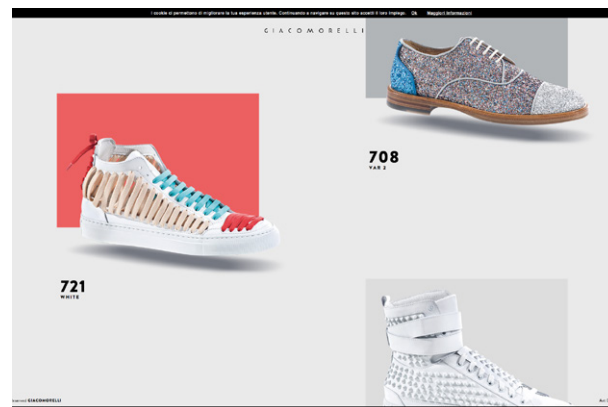 I cookie ci permettono di migliorare la tua esperienza utente. Continuando a navigare su questo sito accetti il loro impiego. Ok Maggiori Informazioni
GIACOMORELLI
708
VAR 2
721
WHITE
GIACOMORELLI